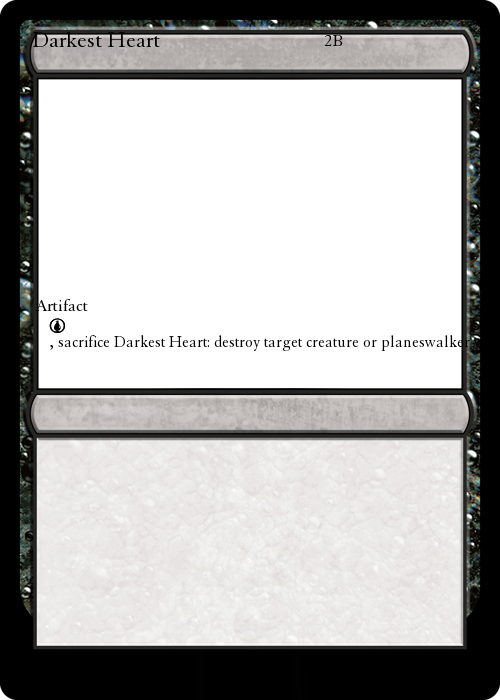 Darkest Heart 2B
Artifact
, sacrifice Darkest Heart: destroy target creature or planeswalker